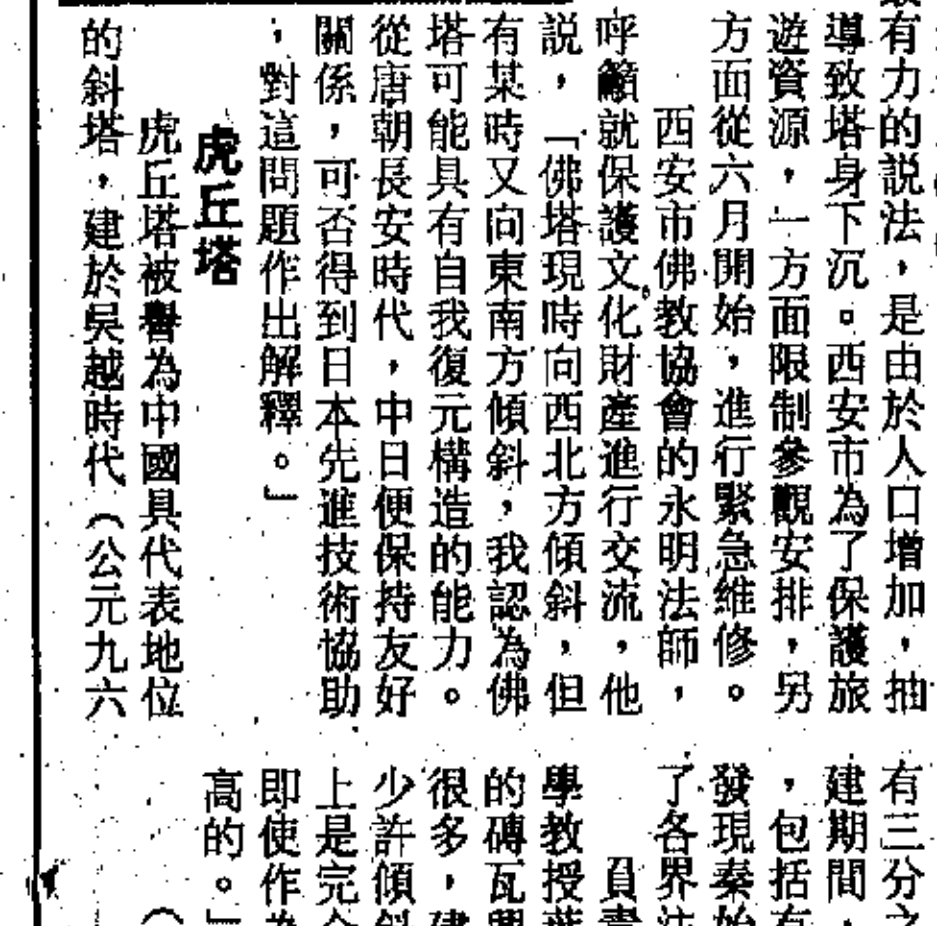 有力的説法，是由於人口增加，抽
導致塔身下沉。西安市為了保護旅
遊資源，一方面限制參觀安排，另
方面從六月開始，進行緊急維修。
西安市佛教協會的永明法師，
呼籲就保護文化財產進行交流，他
説，「佛塔現時向西北方傾斜，但
有某時又向東南方傾斜，我認為佛
塔可能具有自我復元構造的能力。
從唐朝長安時代，中日便保持友好
關係，可否得到日本先進技術協助
，對這問題作出解釋。」
虎丘塔
虎丘塔被譽為中國具代表地位
的斜塔，建於吳越時代（公元九六
有三分之
建期間，
，包括有
發現秦始
了各界
員
學教授
的磚瓦
很多，建
少許傾斜
上是完全
即使作為
高的。」
（